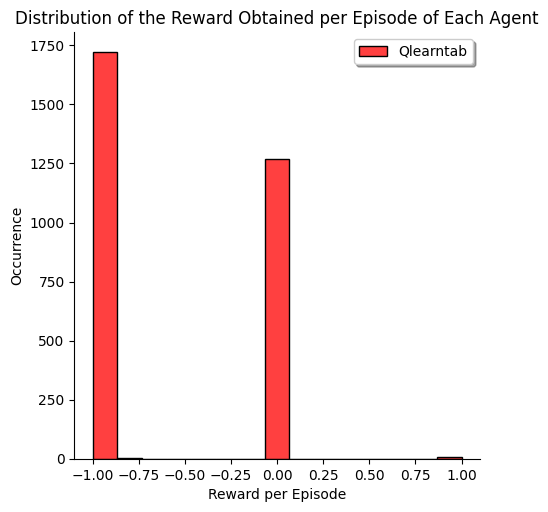 Distribution of the Reward Obtained per Episode of Each Agent
Qlearntab
1750
1500
1250
1000
750
500
250
0
Occurrence
−1.00 −0.75 −0.50 −0.25 0.00 0.25 0.50 0.75 1.00
Reward per Episode